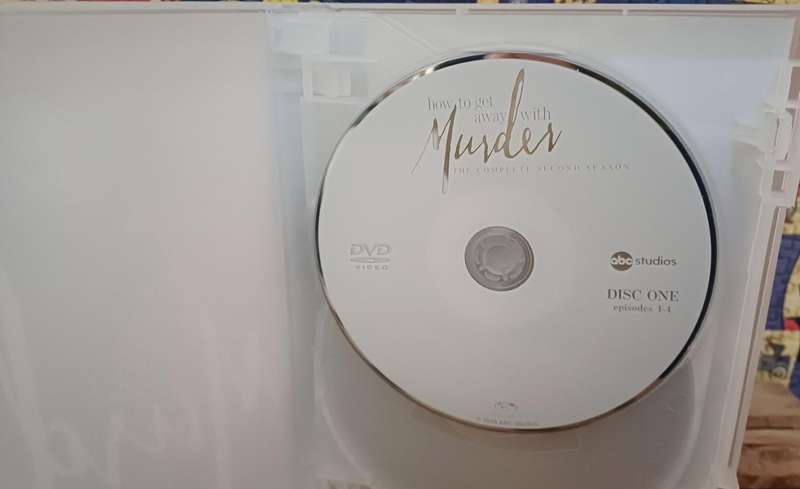 how to get
away with
Murder
THE COMPLETE SECOND SEASON
DVD
VIDEO
abc studios
DISC ONE
episodes 1-4